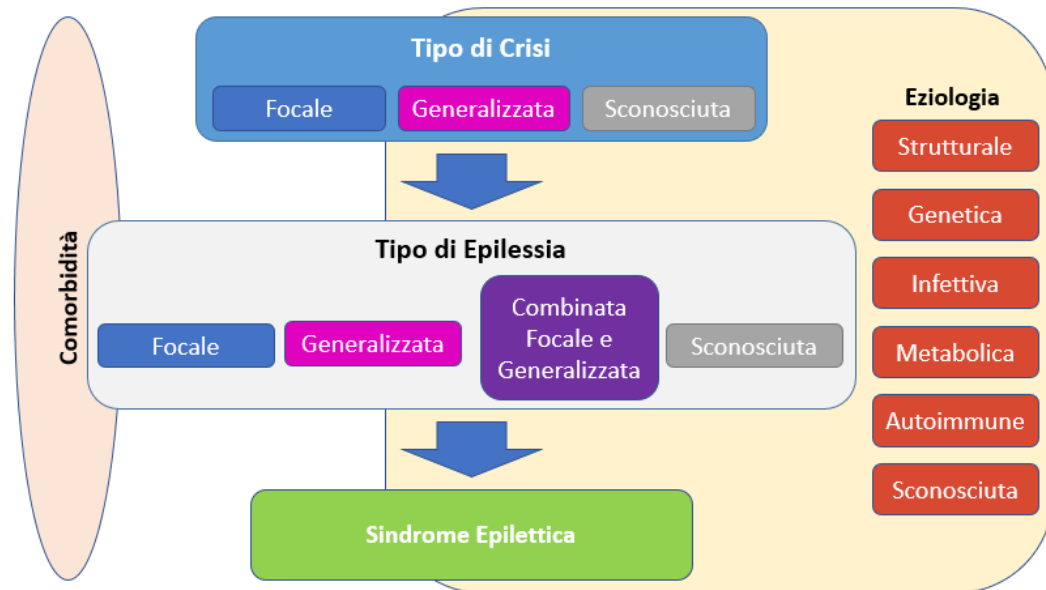 Tipo di Crisi
Focale
Generalizzata
Sconosciuta
Comorbidità
Tipo di Epilessia
Focale
Generalizzata
Combinata
Focale e
Generalizzata
Sconosciuta
Sindrome Epilettica
Eziologia
Strutturale
Genetica
Infettiva
Metabolica
Autoimmune
Sconosciuta